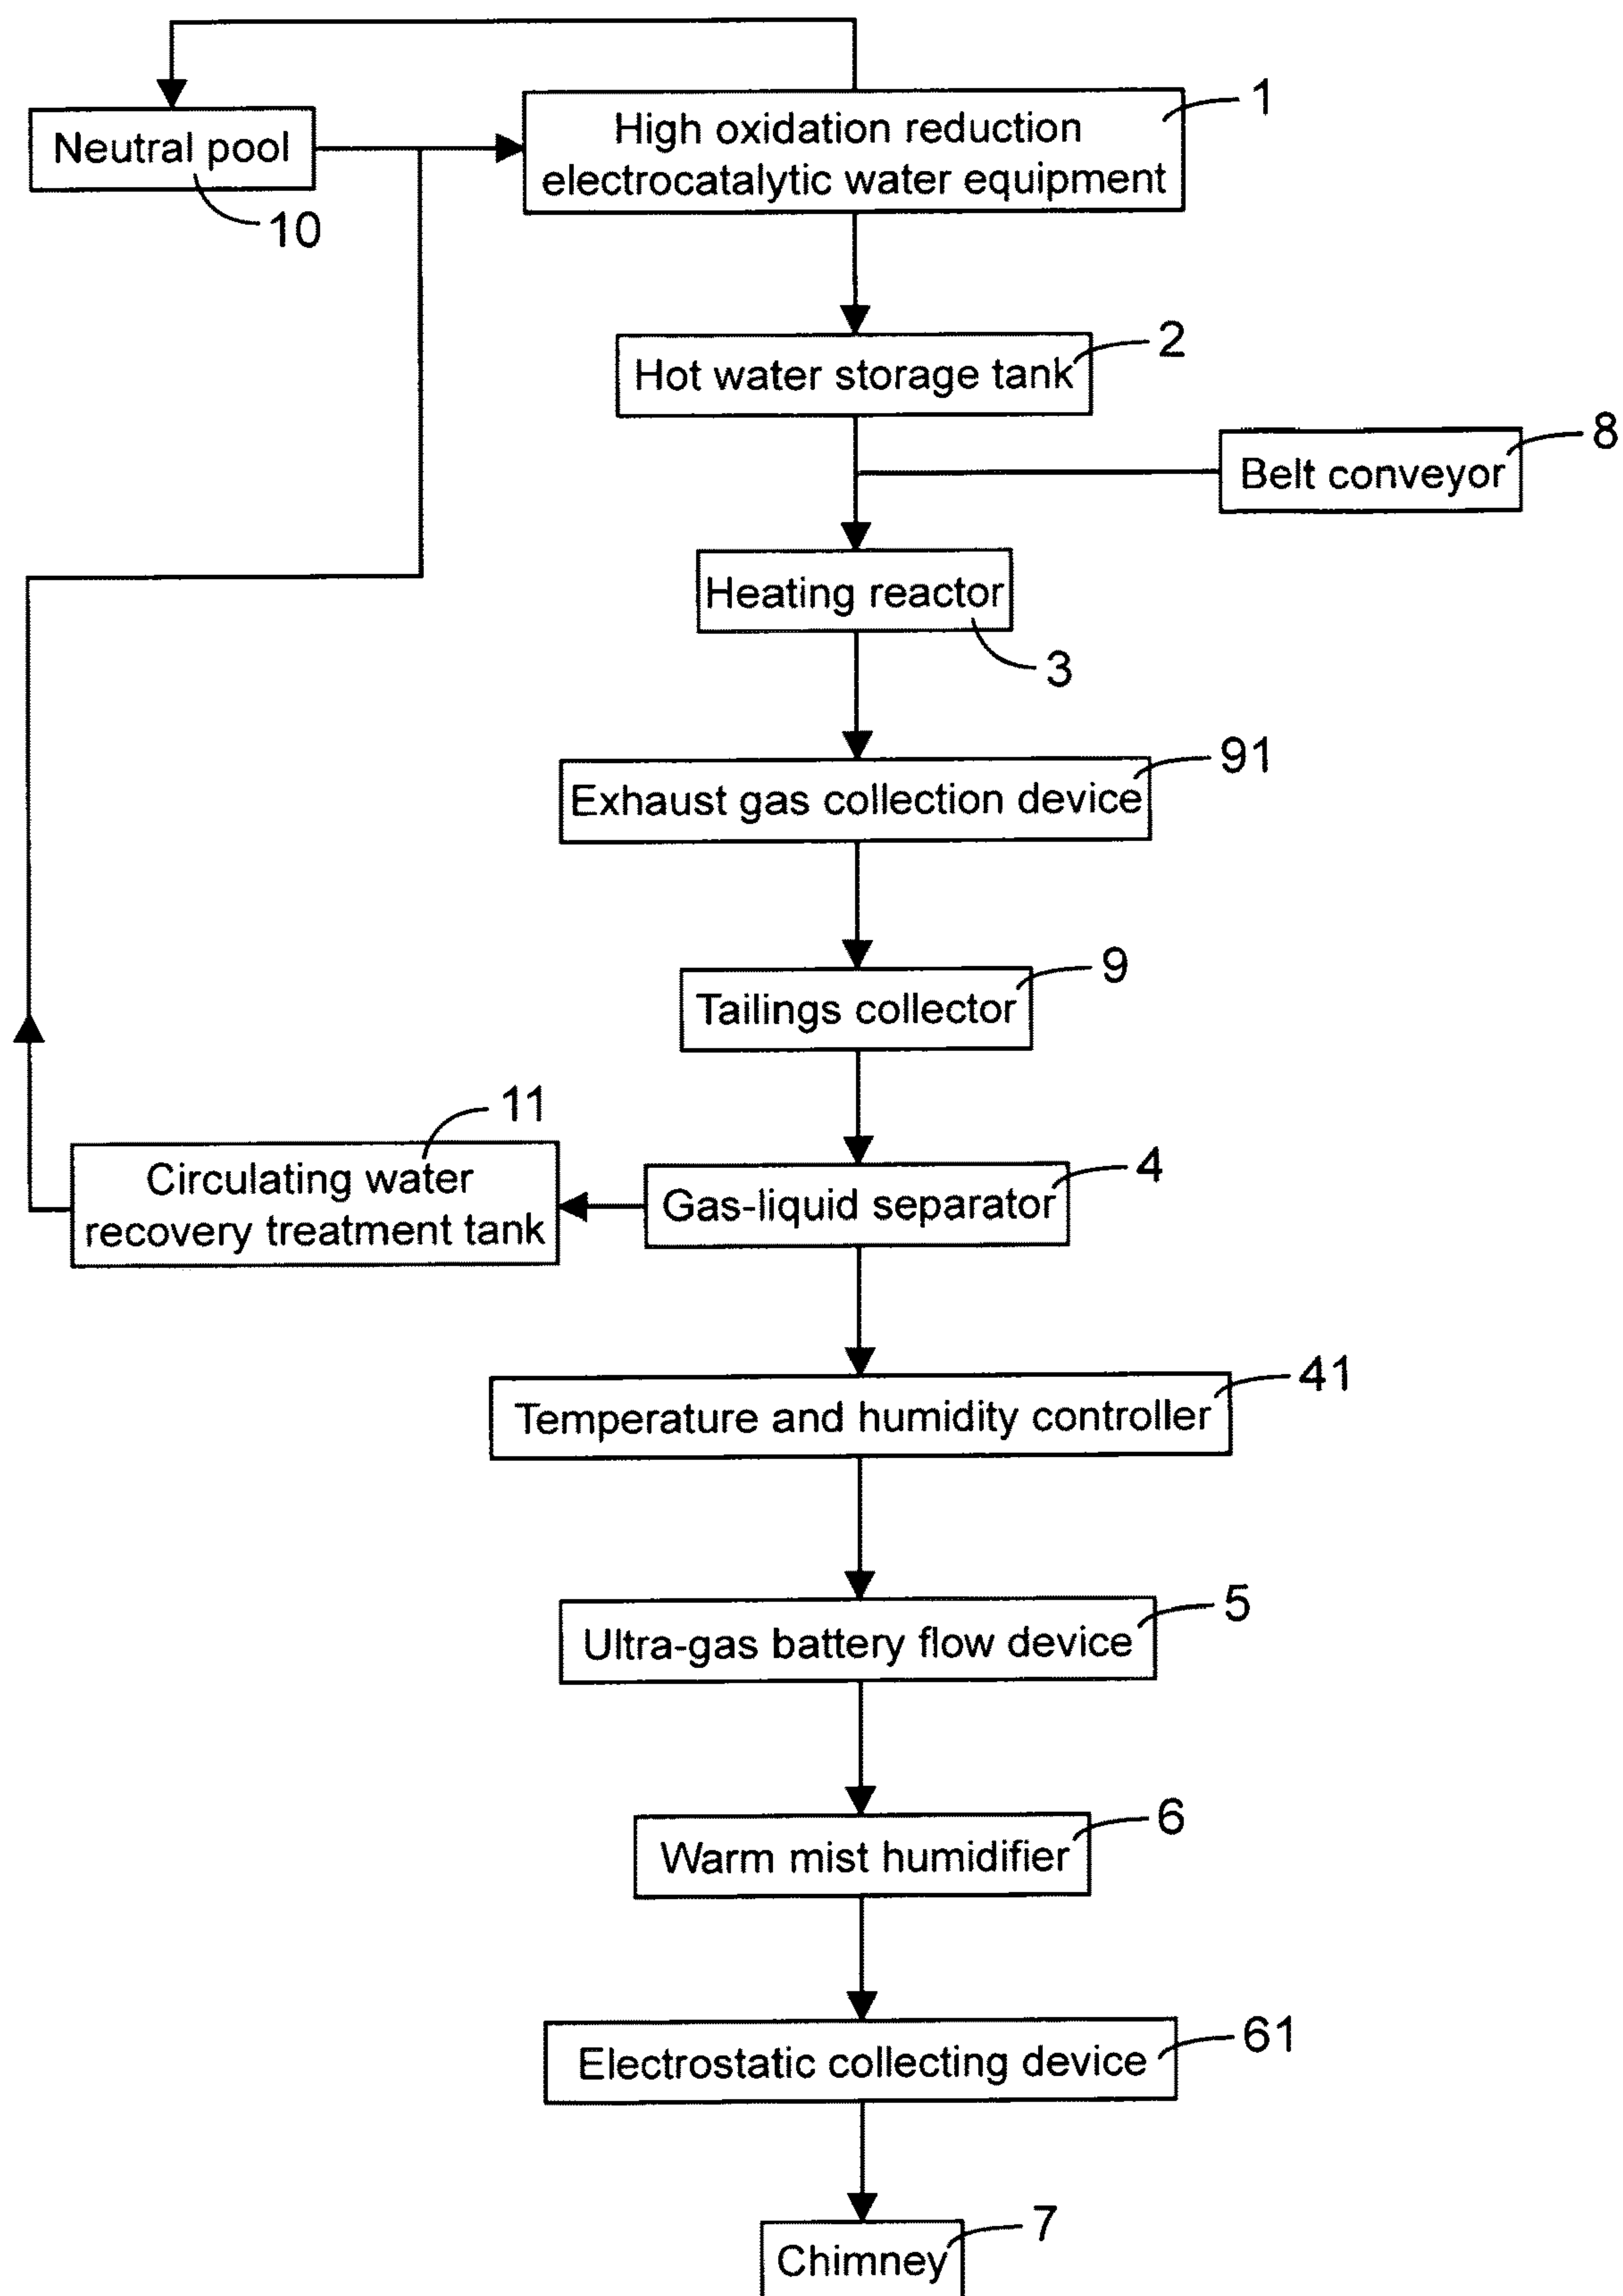 1
High oxidation reduction
electrocatalytic water equipment
Neutral pool
10
2
Hot water storage tank
8
Belt conveyor
Heating reactor
3
91
Exhaust gas collection device
9
Tailings collector
11
Circulating water
recovery treatment tank
4
Gas-liquid separator
41
Temperature and humidity controller
5
Ultra-gas battery flow device
6
Warm mist humidifier
61
Electrostatic collecting device
7
Chimney